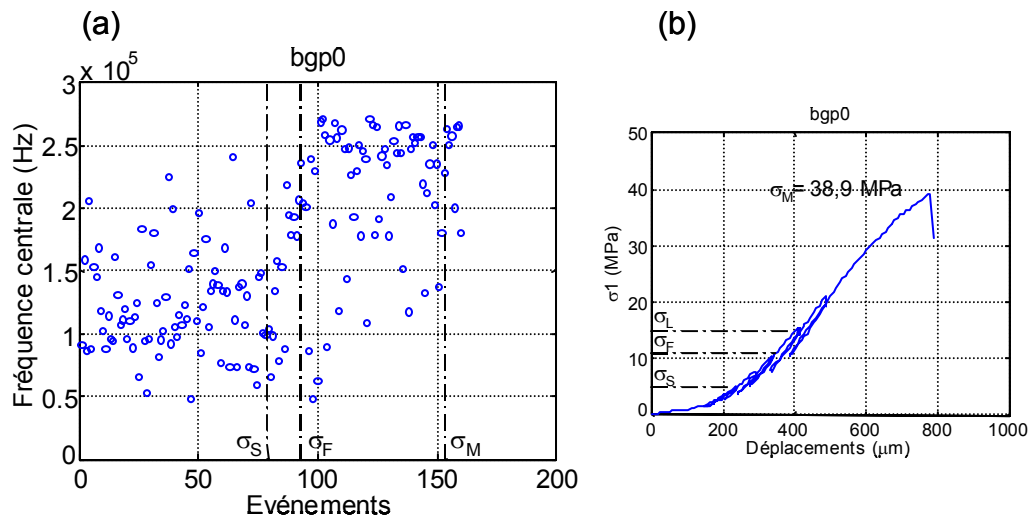 (a)
bgp0
x 10⁵
3
2.5
2
1.5
1
0.5
0
Fréquence centrale (Hz)
σS
σF
σM
0
50
100
150
200
Evénements
(b)
bgp0
50
40
30
20
10
0
σ1 (MPa)
σM= 38,9 MPa
σL
σF
σS
0
200
400
600
800
1000
Déplacements (μm)